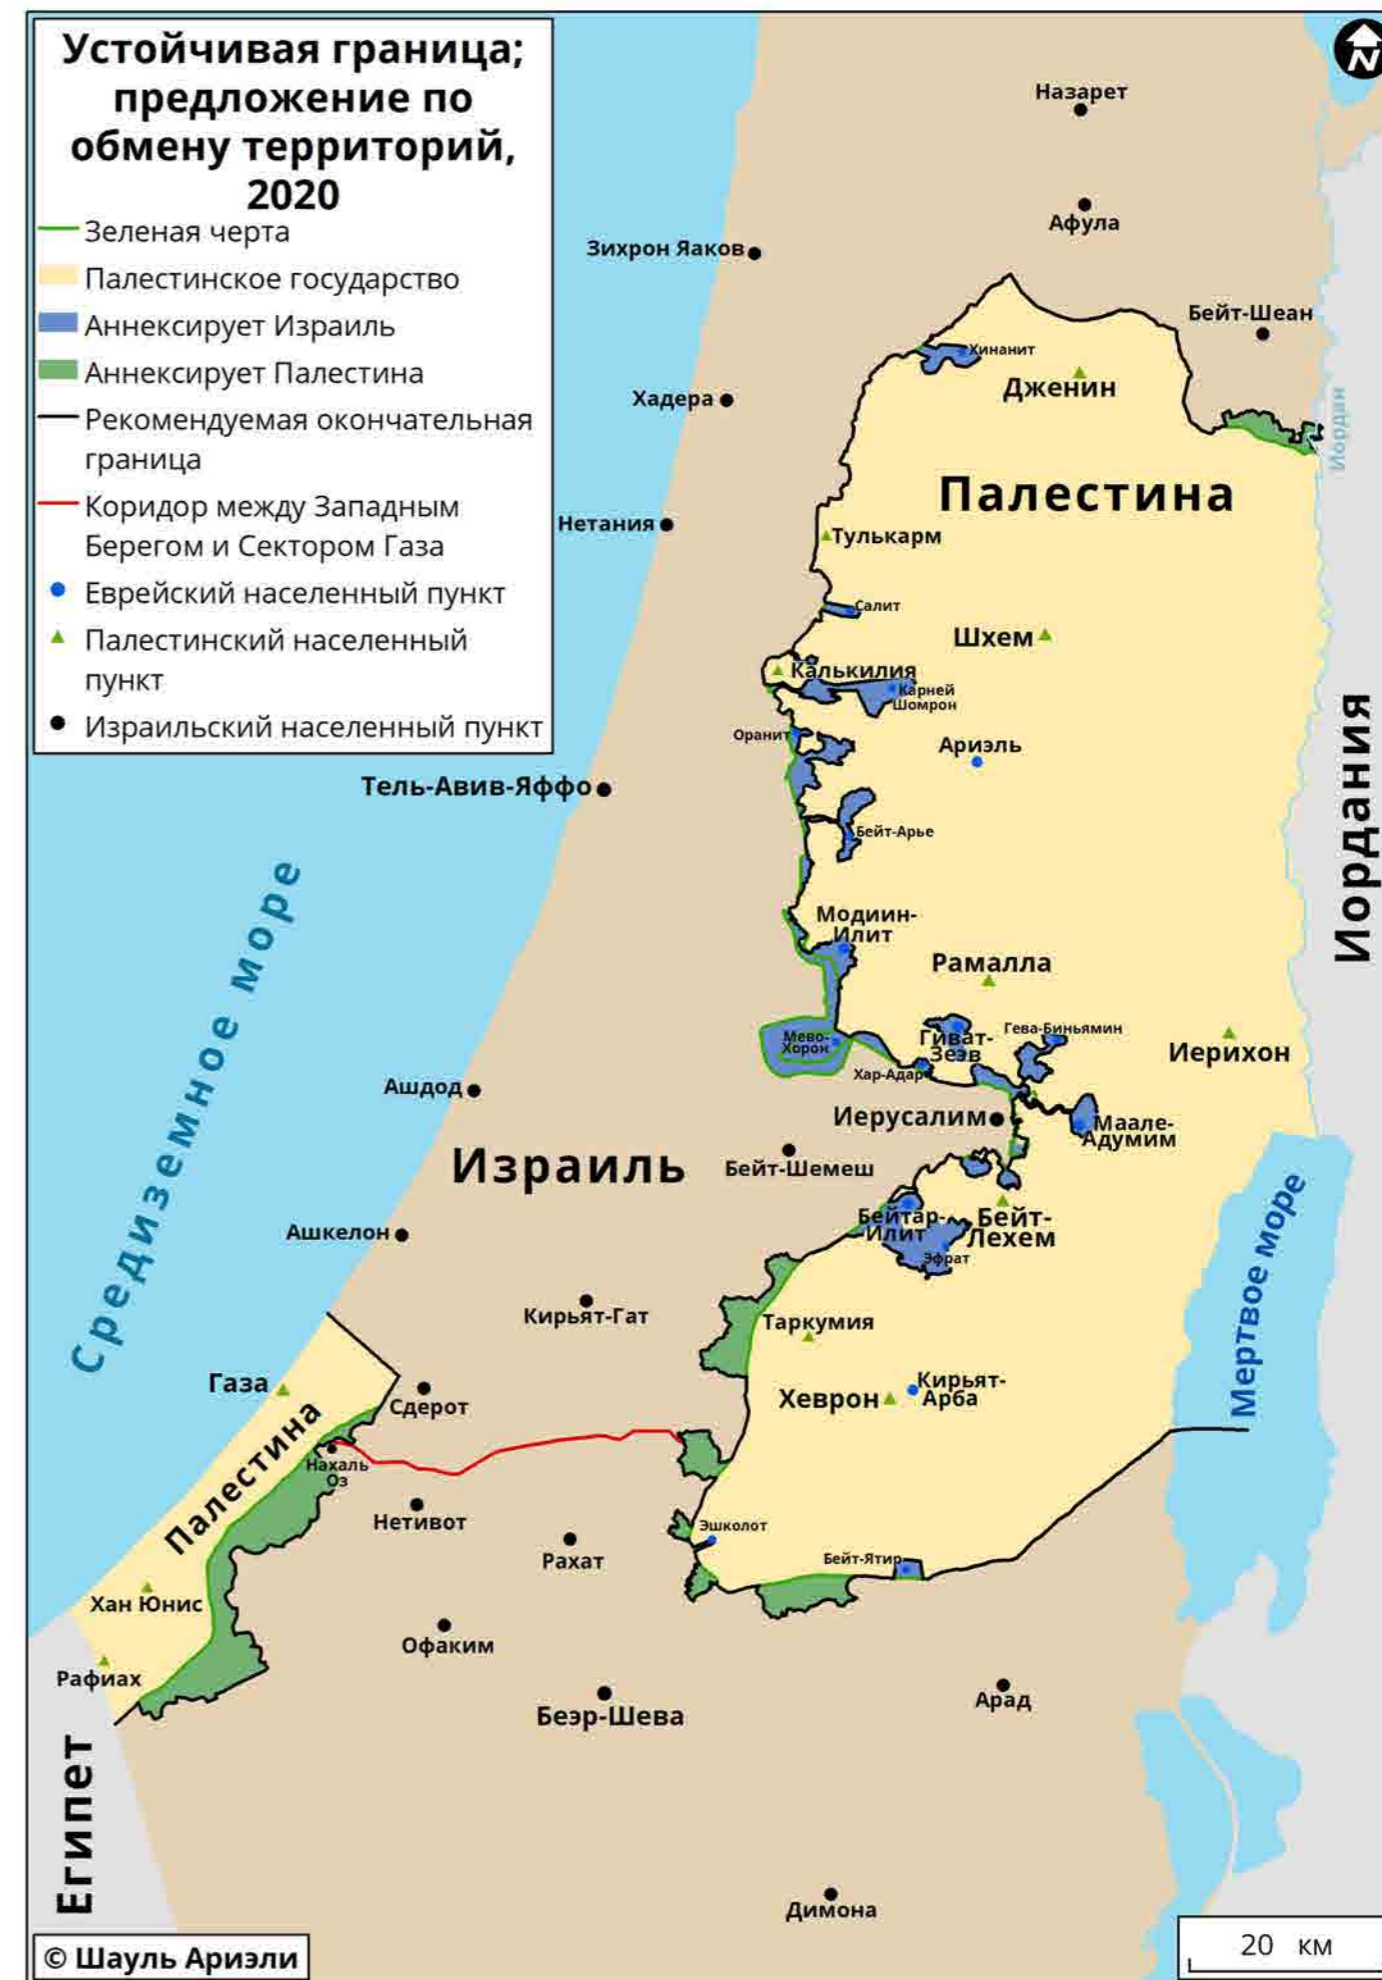 Устойчивая граница;
предложение по
обмену территорий,
2020
Зеленая черта
Палестинское государство
Аннексирует Израиль
Аннексирует Палестина
Рекомендуемая окончательная
граница
Коридор между Западным
Берегом и Сектором Газа
Еврейский населенный пункт
Палестинский населенный
пункт
Израильский населенный пункт
N
Назарет
Афула
Зихрон Яаков
Бейт-Шеан
Хинанит
Дженин
Хадера
Иордан
Палестина
Нетания
Тулькарм
Салит
Шхем
Калькилия
Карней
Шомрон
Оранит
Ариэль
Иордания
Тель-Авив-Яффо
Бейт-Арье
Средиземное море
Модиин-
Илит
Рамалла
Мево-
Хорон
Гиват-
Зеэв
Гева-Биньямин
Иерихон
Хар-Адар
Ашдод
Иерусалим
Маале-
Адумим
Израиль
Бейт-Шемеш
Мертвое море
Ашкелон
Бейтар-
Илит
Бейт-
Лехем
Эфрат
Кирьят-Гат
Таркумия
Газа
Сдерот
Хеврон
Кирьят-
Арба
Палестина
Нахаль
Оз
Нетивот
Рахат
Эшколот
Бейт-Ятир
Хан Юнис
Офаким
Рафиах
Беэр-Шева
Арад
Египет
Димона
© Шауль Ариэли
20 км